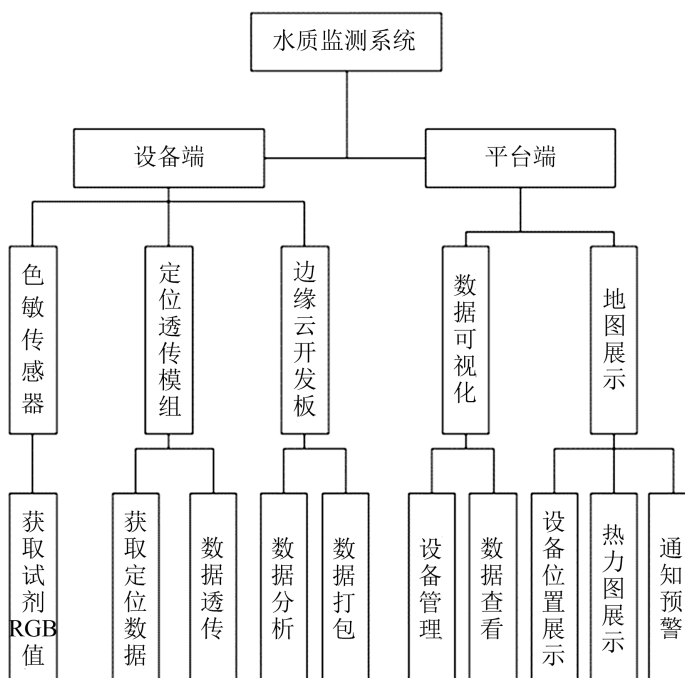 水质监测系统
设备端
平台端
色敏传感器
定位透传模组
边缘云开发板
数据可视化
地图展示
获取试剂RGB值
获取定位数据
数据透传
数据分析
数据打包
设备管理
数据查看
设备位置展示
热力图展示
通知预警